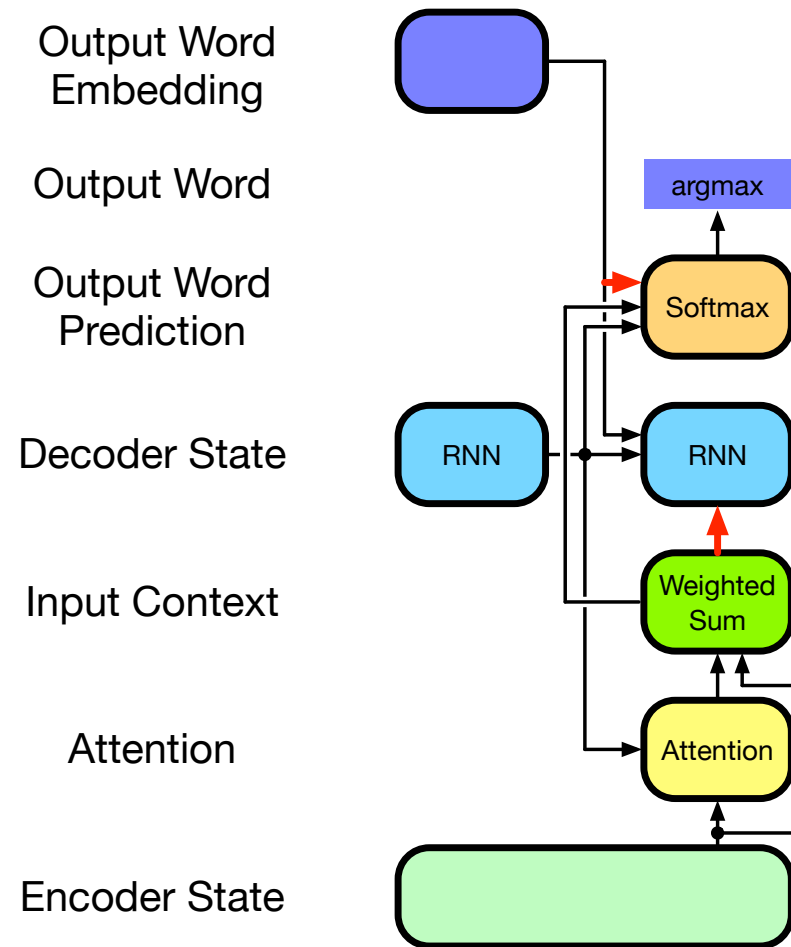 Output Word
Embedding
Output Word
argmax
Output Word
Prediction
Softmax
Decoder State
RNN
RNN
Input Context
Weighted
Sum
Attention
Attention
Encoder State